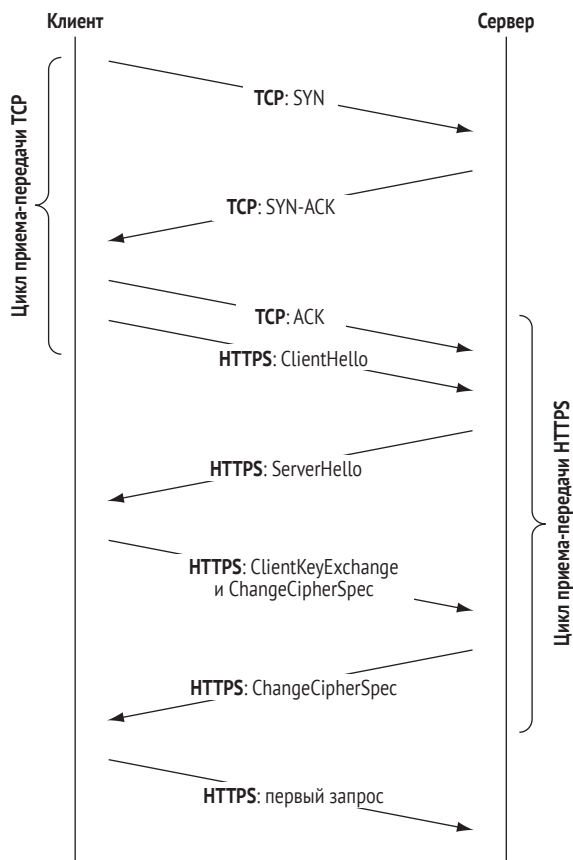 Клиент
Сервер
Цикл приема-передачи TCP
TCP: SYN
TCP: SYN-ACK
TCP: ACK
HTTPS: ClientHello
HTTPS: ServerHello
HTTPS: ClientKeyExchange
и ChangeCipherSpec
HTTPS: ChangeCipherSpec
HTTPS: первый запрос
Цикл приема-передачи HTTPS